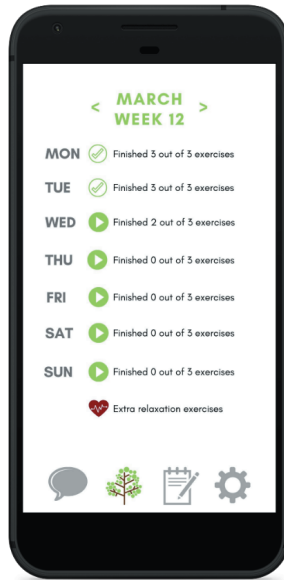 < MARCH >
WEEK 12
MON Finished 3 out of 3 exercises
TUE Finished 3 out of 3 exercises
WED Finished 2 out of 3 exercises
THU Finished 0 out of 3 exercises
FRI Finished 0 out of 3 exercises
SAT Finished 0 out of 3 exercises
SUN Finished 0 out of 3 exercises
Extra relaxation exercises